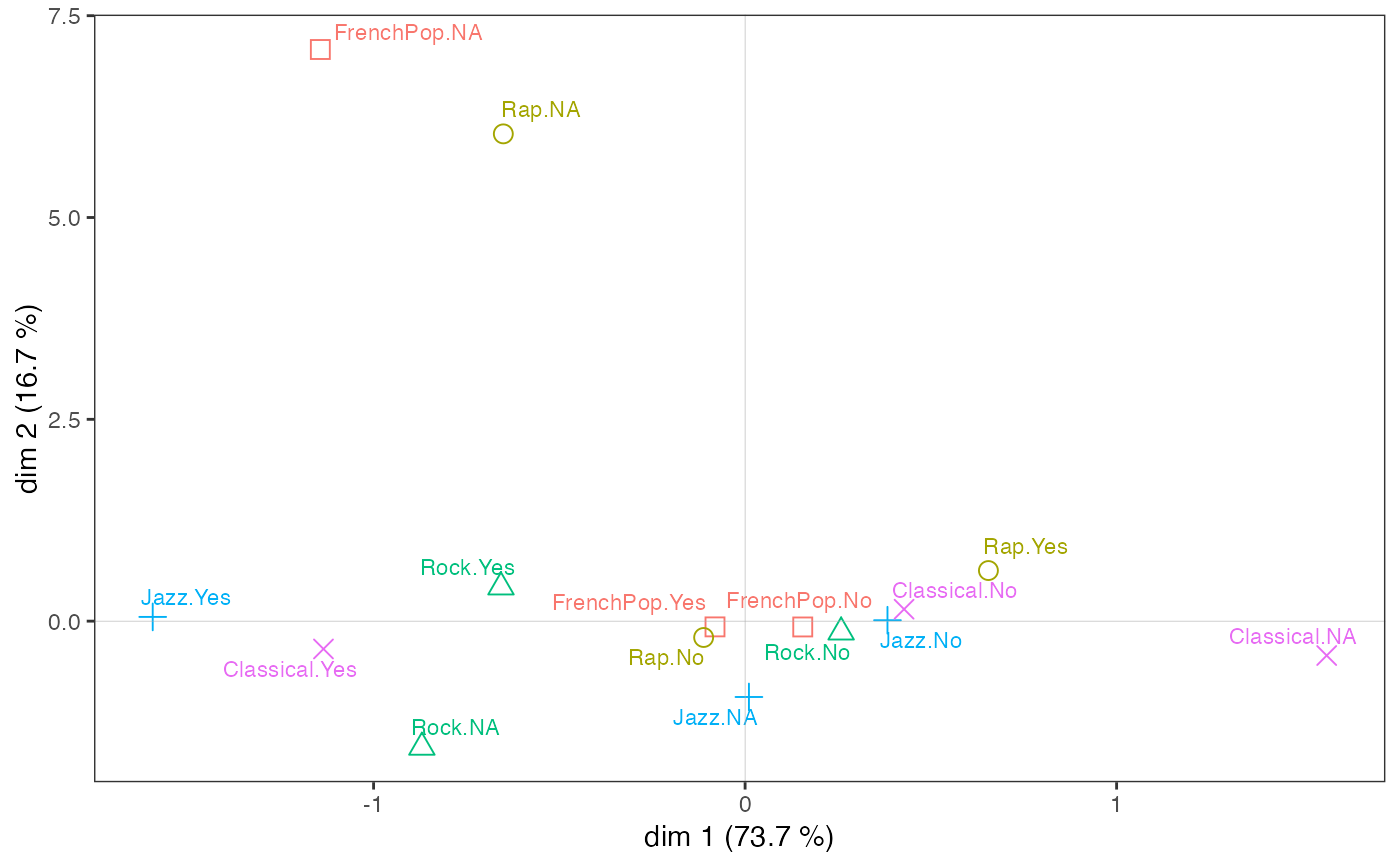 7.5
FrenchPop.NA
Rap.NA
5.0
dim 2 (16.7 %)
2.5
Rap.Yes
Rock.Yes
Classical.No
Jazz.Yes
FrenchPop.Yes
FrenchPop.No
0.0
Classical.NA
Jazz.No
Rock.No
Rap.No
Classical.Yes
Jazz.NA
Rock.NA
-1
0
1
dim 1 (73.7 %)